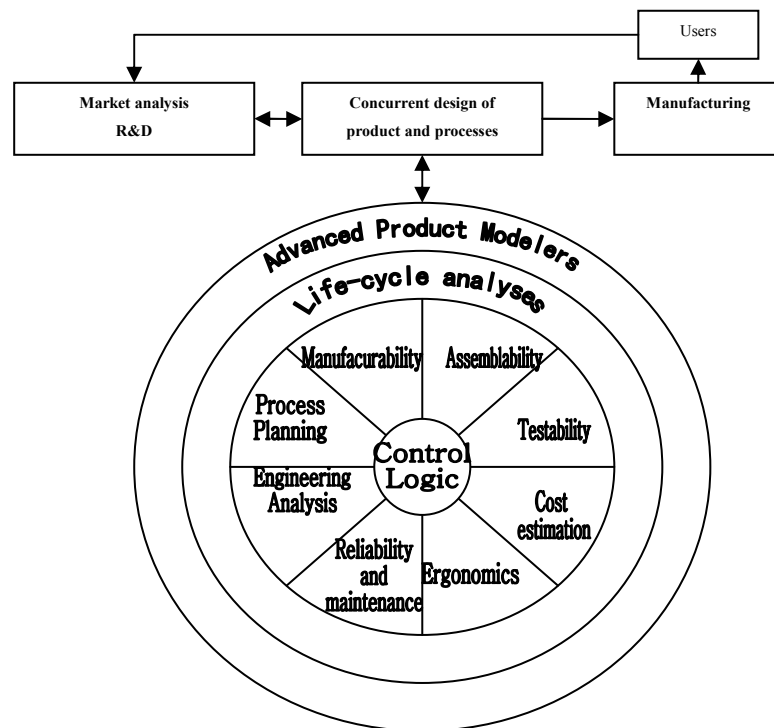 Users
Market analysis
R&D
Concurrent design of
product and processes
Manufacturing
Advanced Product Modelers
Life-cycle analyses
Manufacurability
Assemblability
Process
Planning
Testability
Control
Logic
Engineering
Analysis
Cost
estimation
Reliability
and
maintenance
Ergonomics